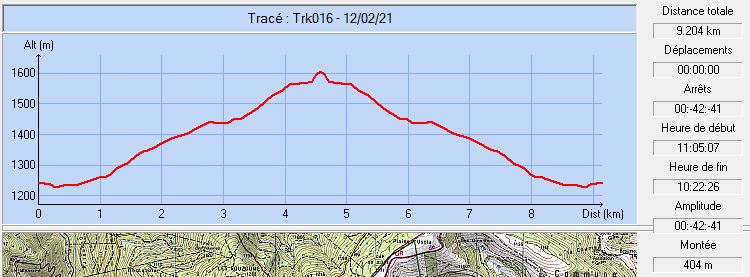 Tracé : Trk016 - 12/02/21
Alt (m)
1600
1500
1400
1300
1200
0 1 2 3 4 5 6 7 8 Dist (km)
Distance totale
9.204 km
Déplacements
00:00:00
Arrêts
00:-42:-41
Heure de début
11:05:07
Heure de fin
10:22:26
Amplitude
00:-42:-41
Montée
404 m